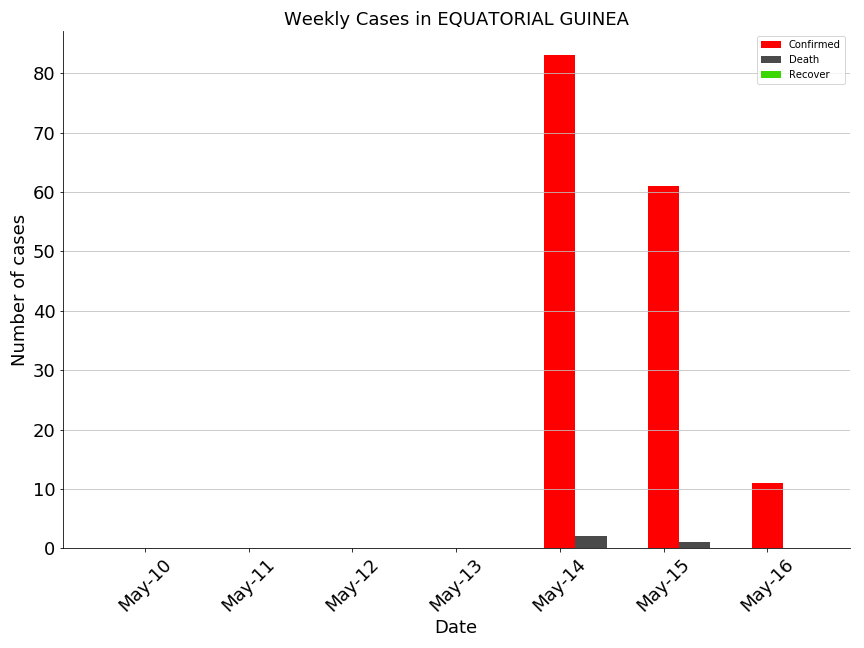 Weekly Cases in EQUATORIAL GUINEA
Confirmed
Death
Recover
Number of cases
80
70
60
50
40
30
20
10
0
May-10
May-11
May-12
May-13
May-14
May-15
May-16
Date